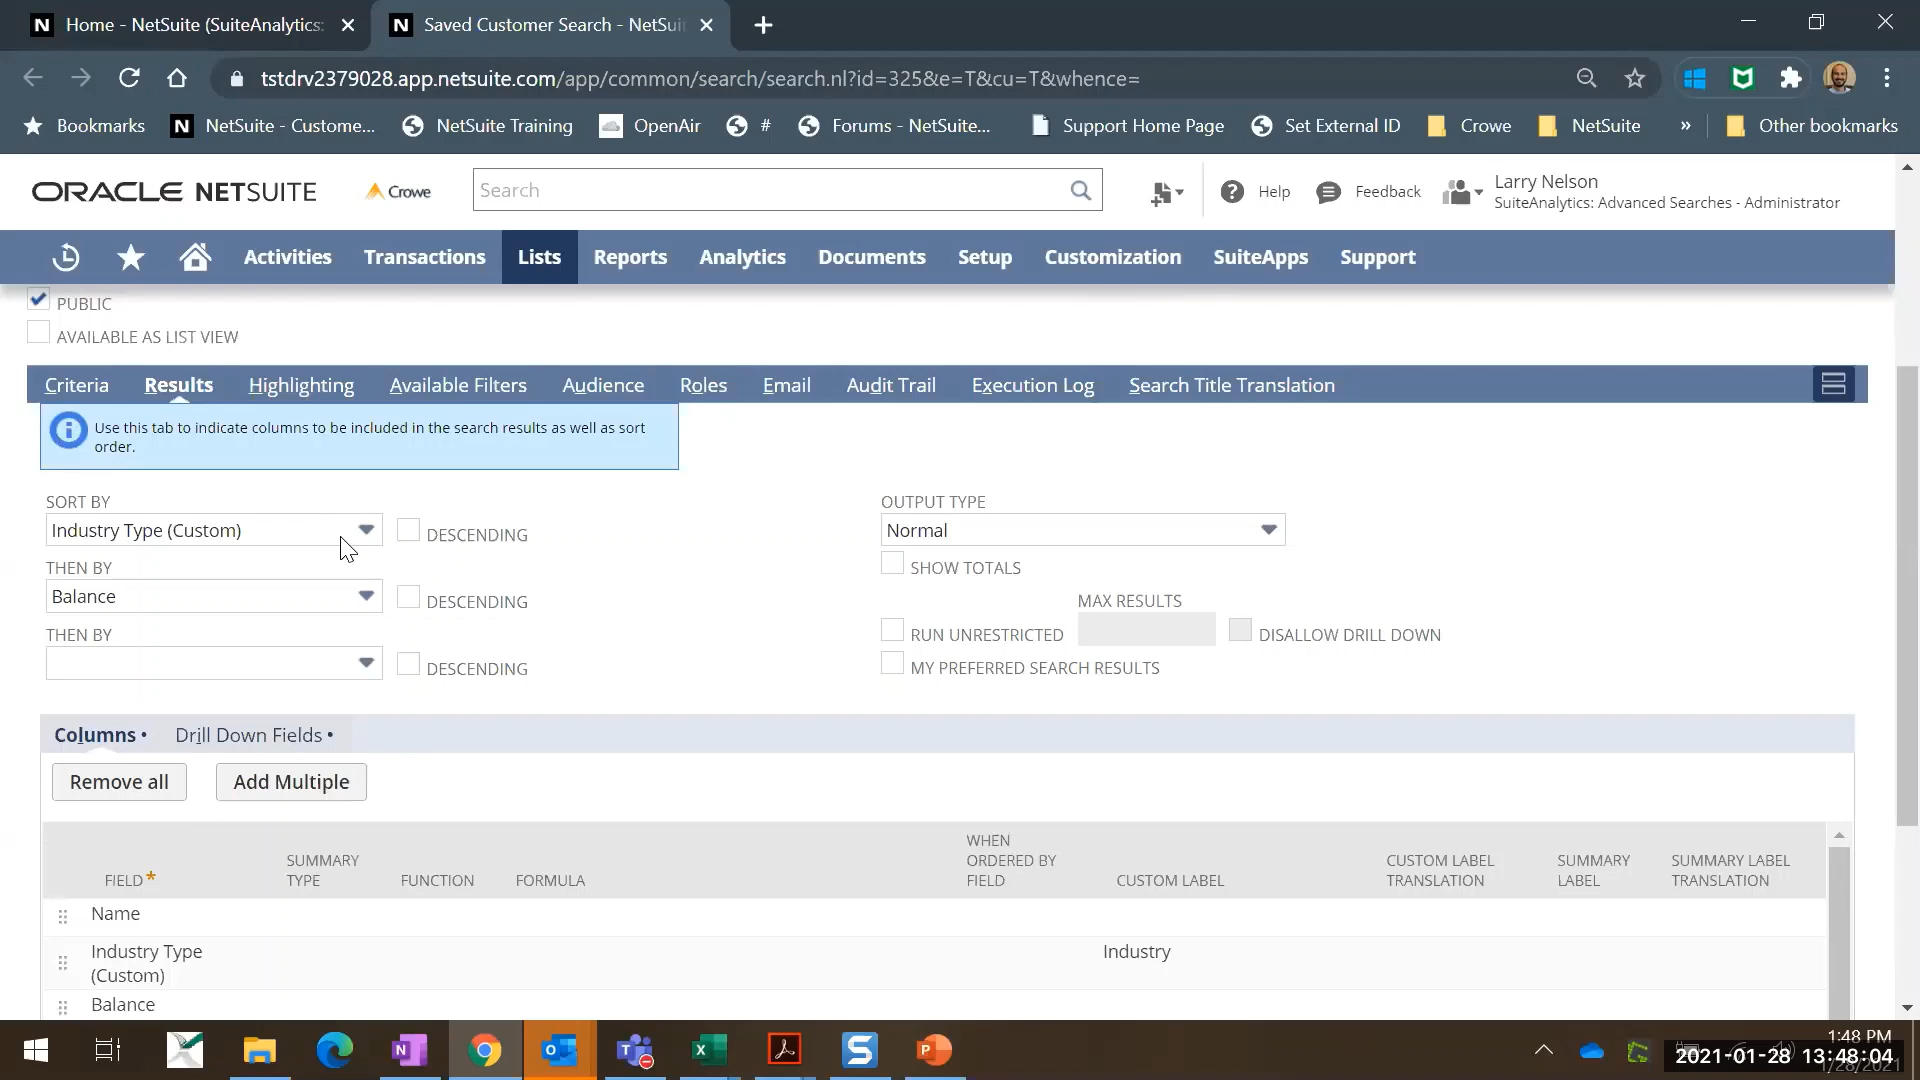 Home - NetSuite (SuiteAnalytics:
Saved Customer Search - NetSui
tstdrv2379028.app.netsuite.com/app/common/search/search.nl?id=325&e=T&cu=T&whence=
Bookmarks
NetSuite - Custome...
NetSuite Training
OpenAir
#
Forums - NetSuite...
Support Home Page
Set External ID
Crowe
NetSuite
»
Other bookmarks
ORACLE NETSUITE
Crowe
Search
Help
Feedback
Larry Nelson
SuiteAnalytics: Advanced Searches - Administrator
Activities
Transactions
Lists
Reports
Analytics
Documents
Setup
Customization
SuiteApps
Support
PUBLIC
AVAILABLE AS LIST VIEW
Criteria
Results
Highlighting
Available Filters
Audience
Roles
Email
Audit Trail
Execution Log
Search Title Translation
Use this tab to indicate columns to be included in the search results as well as sort
order.
SORT BY
Industry Type (Custom)
DESCENDING
THEN BY
Balance
DESCENDING
THEN BY
DESCENDING
OUTPUT TYPE
Normal
SHOW TOTALS
MAX RESULTS
RUN UNRESTRICTED
DISALLOW DRILL DOWN
MY PREFERRED SEARCH RESULTS
Columns •
Drill Down Fields •
Remove all
Add Multiple
FIELD *
SUMMARY
TYPE
FUNCTION
FORMULA
WHEN
ORDERED BY
FIELD
CUSTOM LABEL
CUSTOM LABEL
TRANSLATION
SUMMARY
LABEL
SUMMARY LABEL
TRANSLATION
Name
Industry Type
(Custom)
Industry
Balance
1:48 PM
2021-01-28 13:48:04